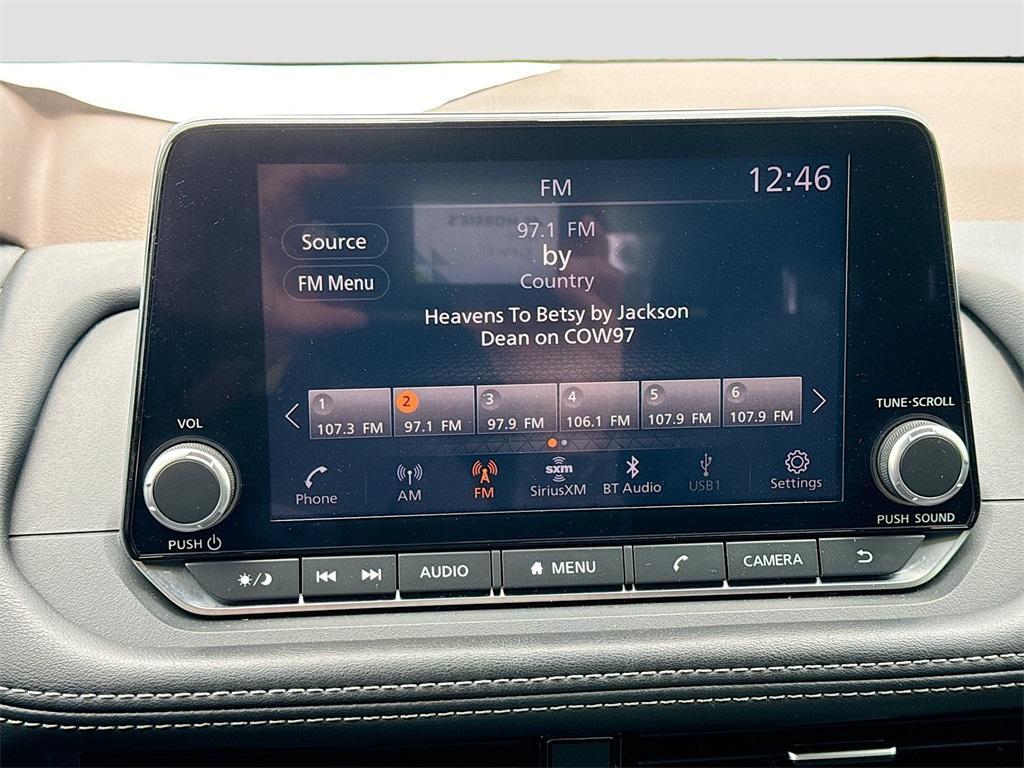 FM
12:46
Source
97.1 FM
by
Country
FM Menu
Heavens To Betsy by Jackson
Dean on COW97
1
2
3
4
5
6
107.3 FM
97.1 FM
97.9 FM
106.1 FM
107.9 FM
107.9 FM
VOL
TUNE·SCROLL
Phone
AM
FM
sxm
SiriusXM
BT Audio
USB1
Settings
PUSH
PUSH SOUND
AUDIO
MENU
CAMERA